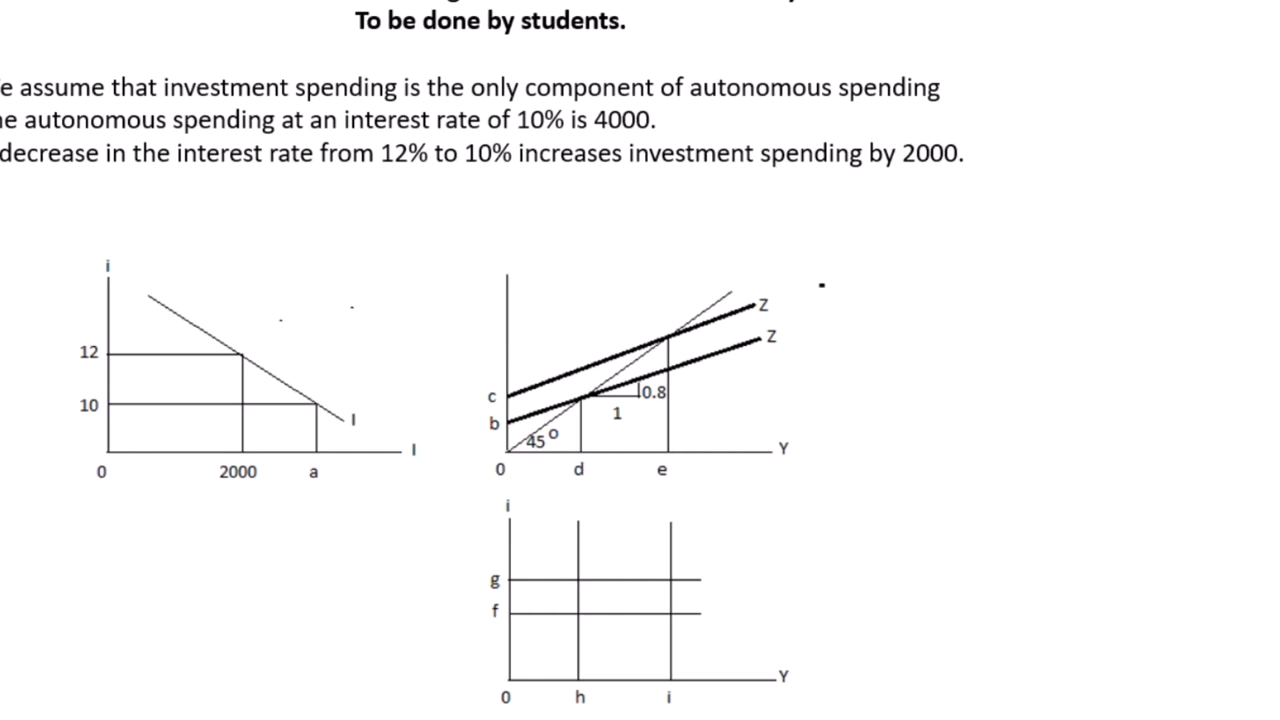 To be done by students.
e assume that investment spending is the only component of autonomous spending
e autonomous spending at an interest rate of 10% is 4000.
decrease in the interest rate from 12% to 10% increases investment spending by 2000.
i
12
10
I
I
0 2000 a
Z
Z
c
0.8
b
1
45°
Y
0 d e
i
g
f
Y
0 h i